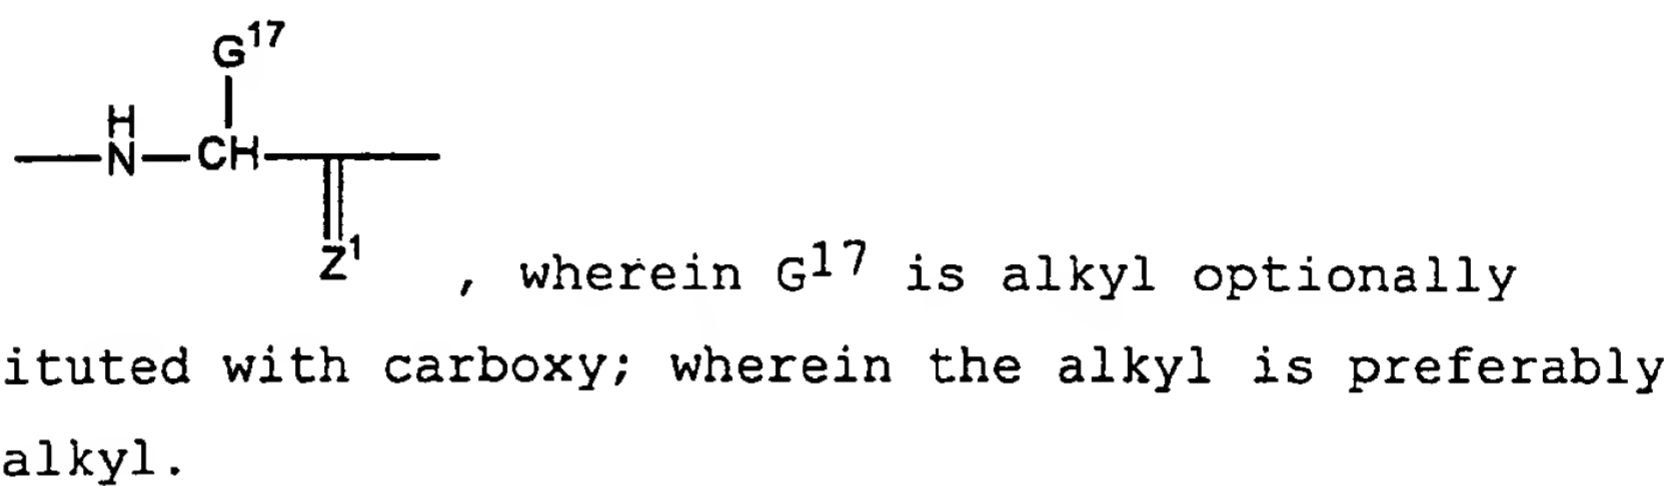 G17
H
N CH
Z1
, wherein G17 is alkyl optionally
ituted with carboxy; wherein the alkyl is preferably
alkyl.